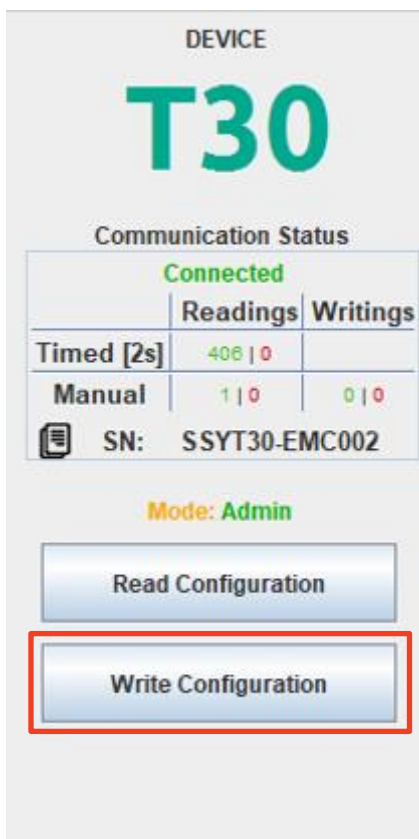 DEVICE
T30
Communication Status
Connected
Readings Writings
Timed [2s] 406 | 0
Manual 1 | 0 0 | 0
SN: SSYT30-EMC002
Mode: Admin
Read Configuration
Write Configuration